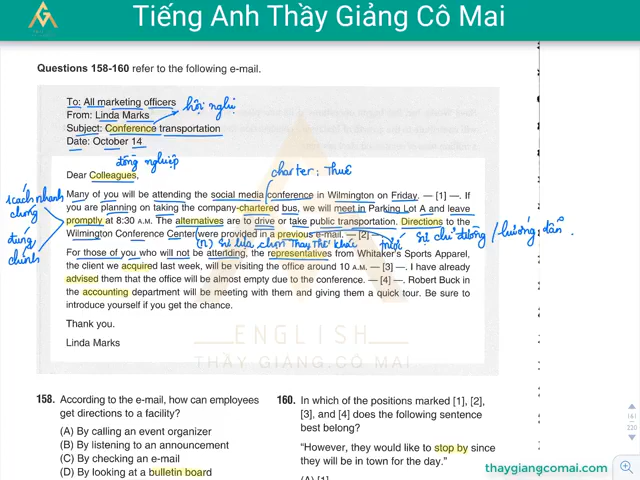 Tiếng Anh Thầy Giảng Cô Mai
Questions 158-160 refer to the following e-mail.
To: All marketing officers
hội nghị
From: Linda Marks
Subject: Conference transportation
Date: October 14
đồng nghiệp
charter: thuê
Dear Colleagues,
Many of you will be attending the social media conference in Wilmington on Friday. — [1] —. If
you are planning on taking the company-chartered bus, we will meet in Parking Lot A and leave
promptly at 8:30 A.M. The alternatives are to drive or take public transportation. Directions to the
Wilmington Conference Center were provided in a previous e-mail. — [2] —.
nhanh
chóng
đúng
chính
(n) sự lựa chọn thay thế khác
trước
sự chỉ đường / hướng dẫn.
For those of you who will not be attending, the representatives from Whitaker's Sports Apparel,
the client we acquired last week, will be visiting the office around 10 A.M. — [3] —. I have already
advised them that the office will be almost empty due to the conference. — [4] —. Robert Buck in
the accounting department will be meeting with them and giving them a quick tour. Be sure to
introduce yourself if you get the chance.
Thank you.
Linda Marks
ENGLISH
THẦY GIẢNG CÔ MAI
158. According to the e-mail, how can employees
get directions to a facility?
(A) By calling an event organizer
(B) By listening to an announcement
(C) By checking an e-mail
(D) By looking at a bulletin board
160. In which of the positions marked [1], [2],
[3], and [4] does the following sentence
best belong?
"However, they would like to stop by since
they will be in town for the day."
(A) [1]
161
220
thaygiangcomai.com